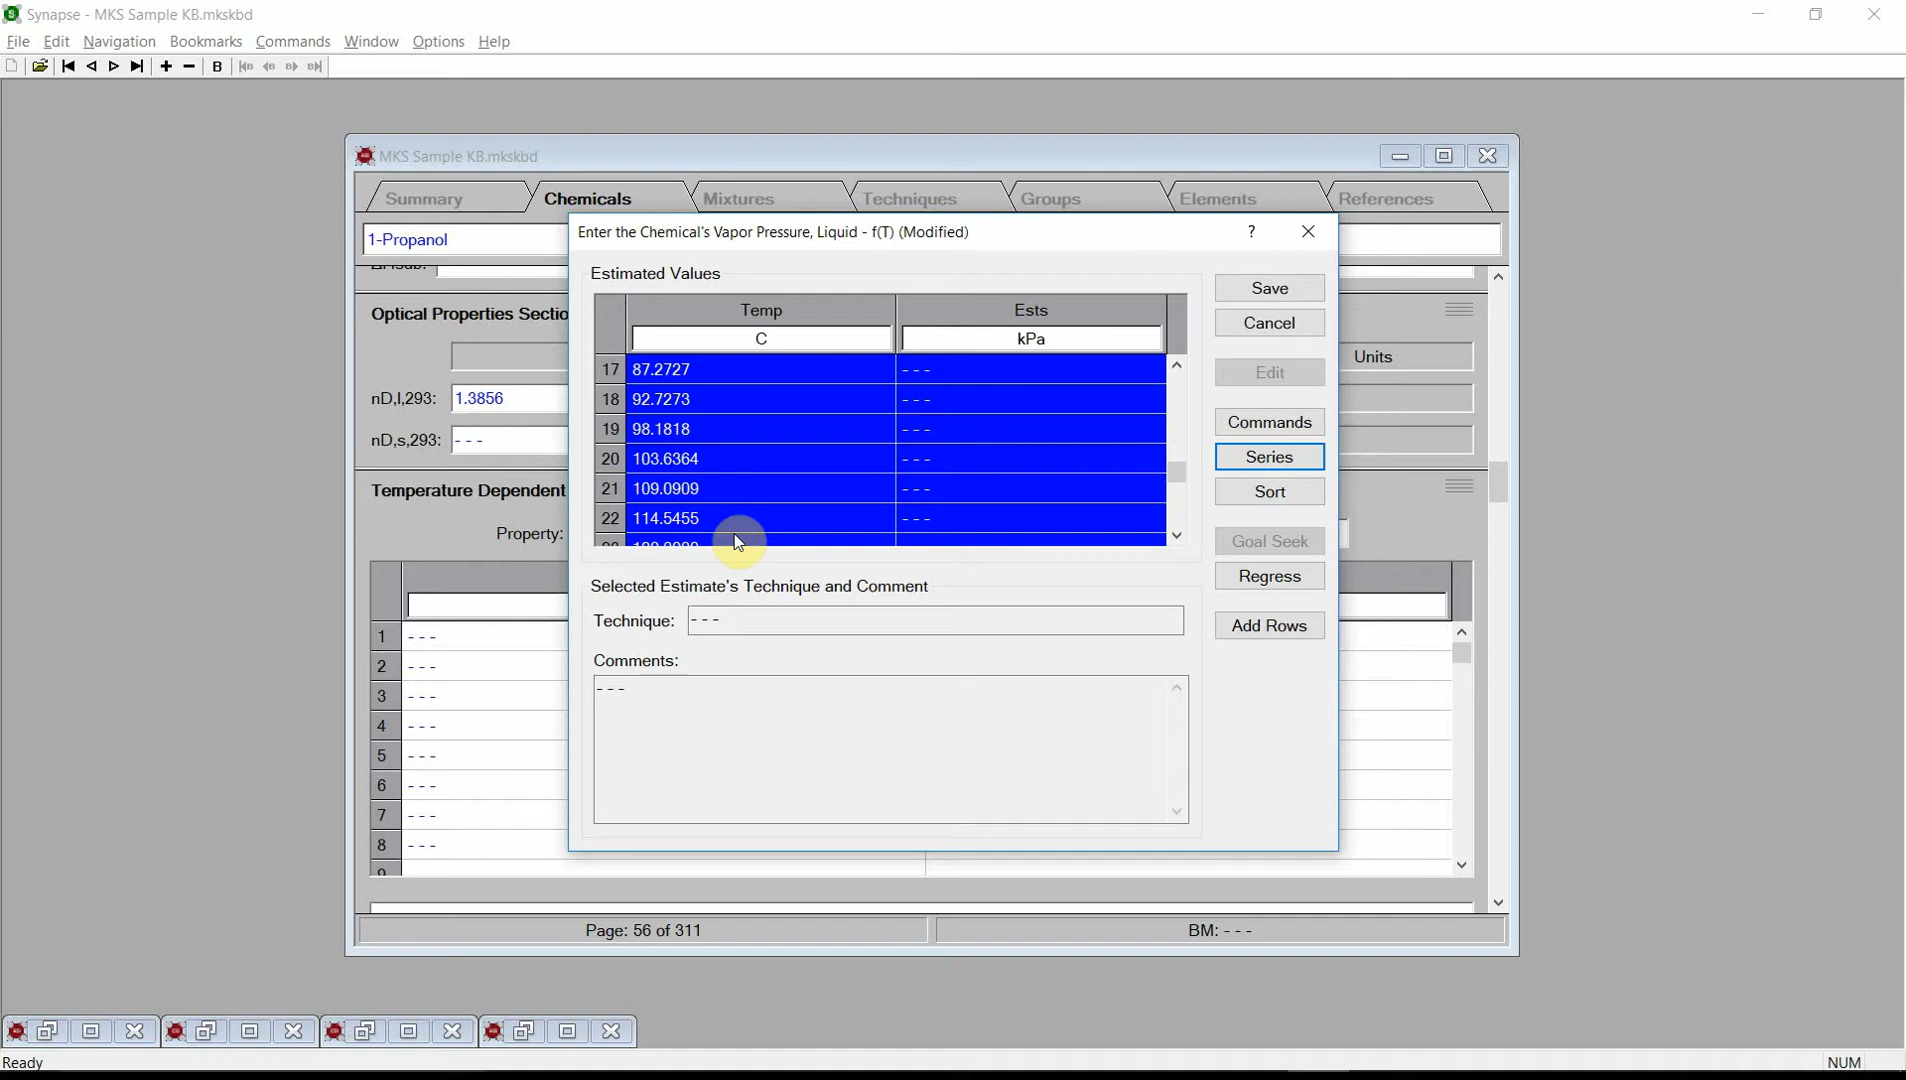 Synapse - MKS Sample KB.mkskbd
File Edit Navigation Bookmarks Commands Window Options Help
B
MKS Sample KB.mkskbd
Summary Chemicals Mixtures Techniques Groups Elements References
1-Propanol
Enter the Chemical's Vapor Pressure, Liquid - f(T) (Modified) ?
Estimated Values
Temp Ests
C kPa
17 87.2727 - - -
18 92.7273 - - -
19 98.1818 - - -
20 103.6364 - - -
21 109.0909 - - -
22 114.5455 - - -
Selected Estimate's Technique and Comment
Technique: - - -
Comments:
- - -
Save
Cancel
Edit
Commands
Series
Sort
Goal Seek
Regress
Add Rows
Optical Properties Sectio
Units
nD,l,293: 1.3856
nD,s,293: - - -
Temperature Dependent
Property:
1 - - -
2 - - -
3 - - -
4 - - -
5 - - -
6 - - -
7 - - -
8 - - -
Page: 56 of 311 BM: - - -
Ready NUM